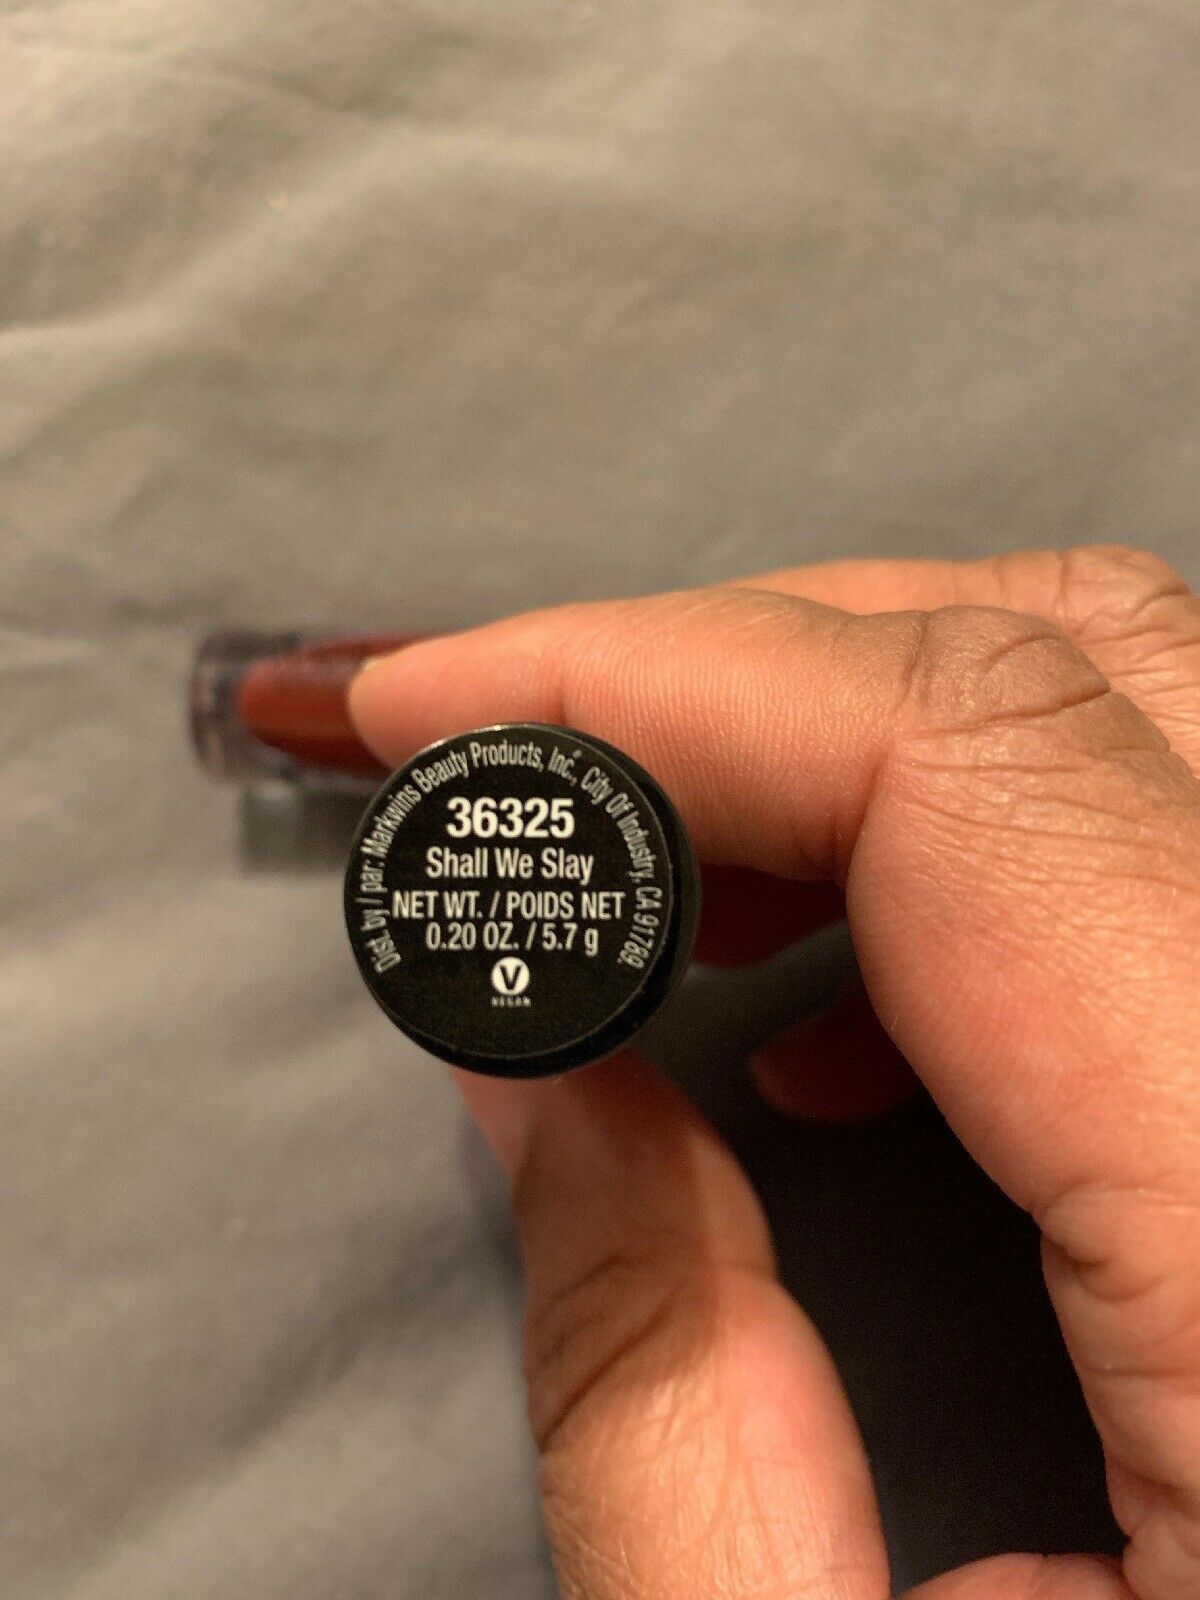 Dist. by / par: Markwins Beauty Products, Inc., City Of Industry, CA 91789.
36325
Shall We Slay
NET WT. / POIDS NET
0.20 OZ. / 5.7 g
V
VEGAN